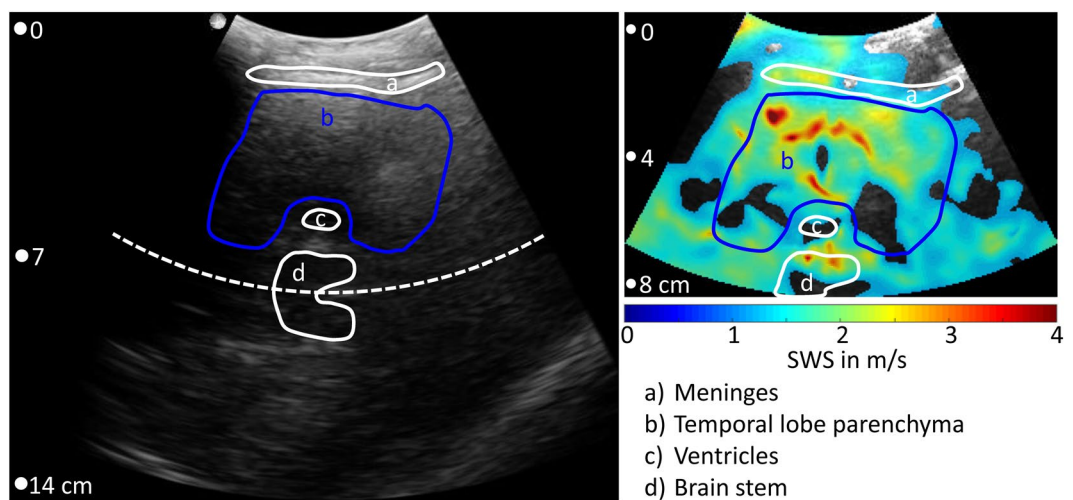 0
a
b
c
7
d
14 cm
0
a
4
b
c
d
8 cm
0 1 2 3 4
SWS in m/s
a) Meninges
b) Temporal lobe parenchyma
c) Ventricles
d) Brain stem